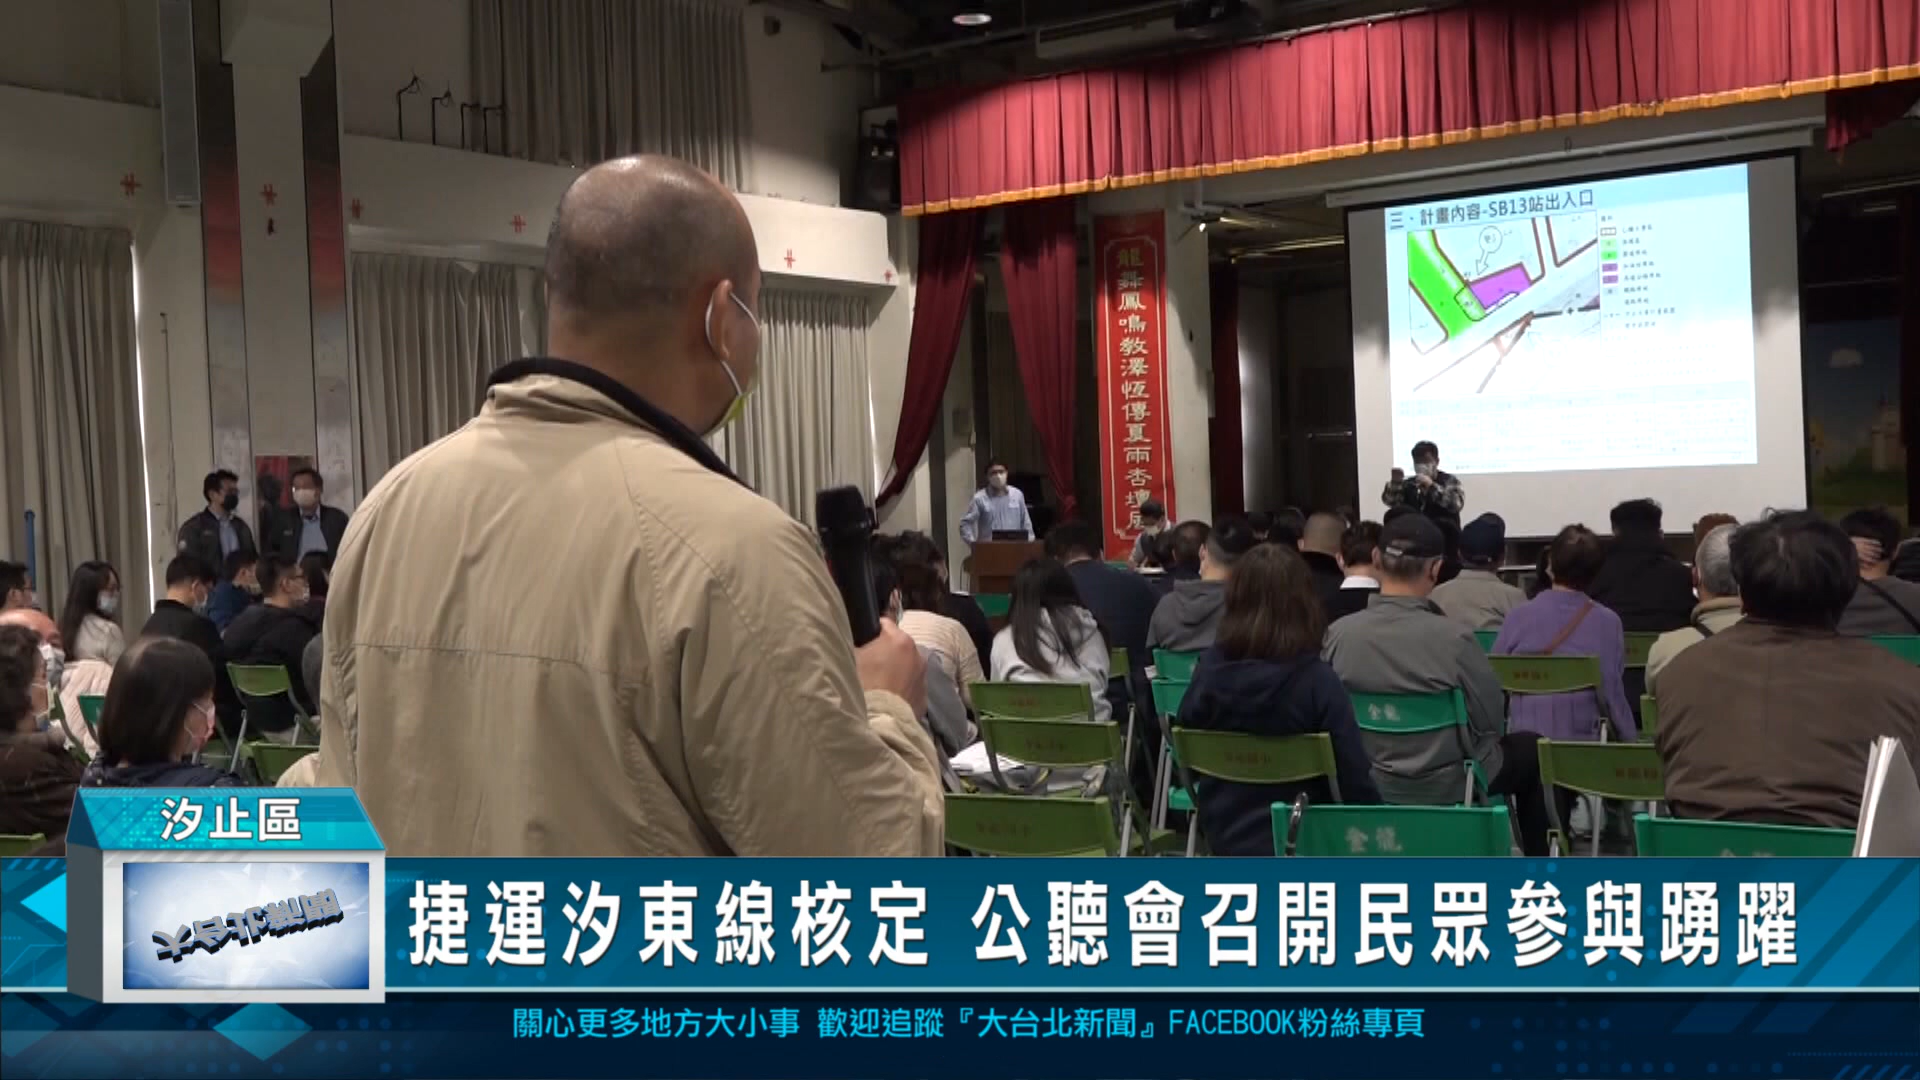 三、計畫內容-SB13站出入口
龍舞鳳鳴教澤恆傳夏雨杏壇
金龍
金龍
汐止區
大台北新聞
捷運汐東線核定 公聽會召開民眾參與踴躍
關心更多地方大小事 歡迎追蹤『大台北新聞』FACEBOOK粉絲專頁